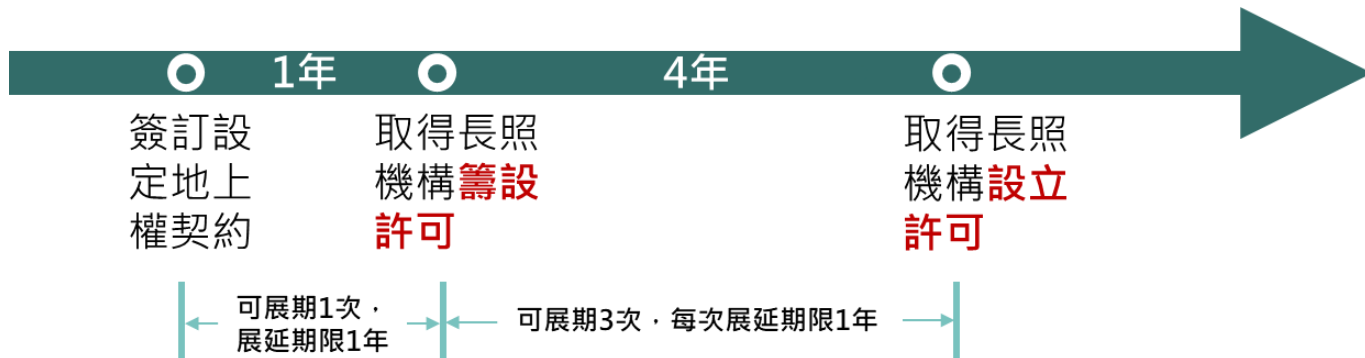 1年
4年
簽訂設
定地上
權契約
取得長照
機構籌設
許可
取得長照
機構設立
許可
可展期1次，
展延期限1年
可展期3次，每次展延期限1年